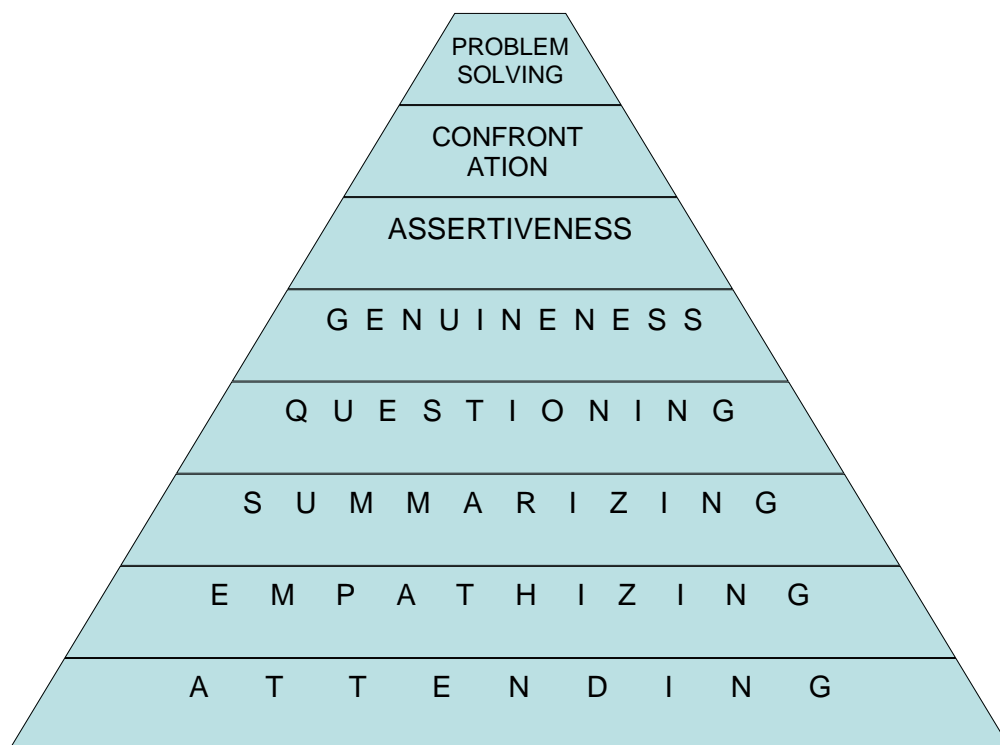 PROBLEM
SOLVING
CONFRONT
ATION
ASSERTIVENESS
G E N U I N E N E S S
Q U E S T I O N I N G
S U M M A R I Z I N G
E M P A T H I Z I N G
A T T E N D I N G